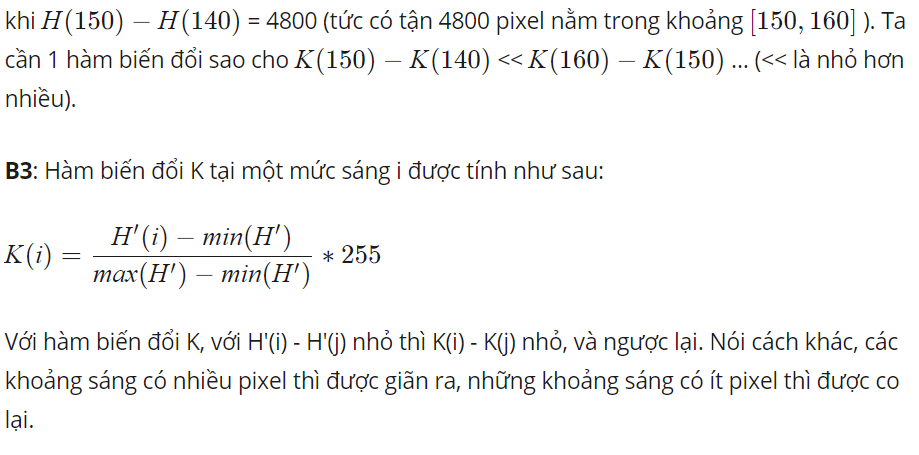 khi H(150) − H(140) = 4800 (tức có tận 4800 pixel nằm trong khoảng [150, 160] ). Ta
cần 1 hàm biến đổi sao cho K(150) − K(140) << K(160) − K(150) ... (<< là nhỏ hơn
nhiều).
B3: Hàm biến đổi K tại một mức sáng i được tính như sau:
K(i) = \frac{H'(i) − min(H')}{max(H') − min(H')} * 255
Với hàm biến đổi K, với H'(i) - H'(j) nhỏ thì K(i) - K(j) nhỏ, và ngược lại. Nói cách khác, các
khoảng sáng có nhiều pixel thì được giãn ra, những khoảng sáng có ít pixel thì được co
lại.